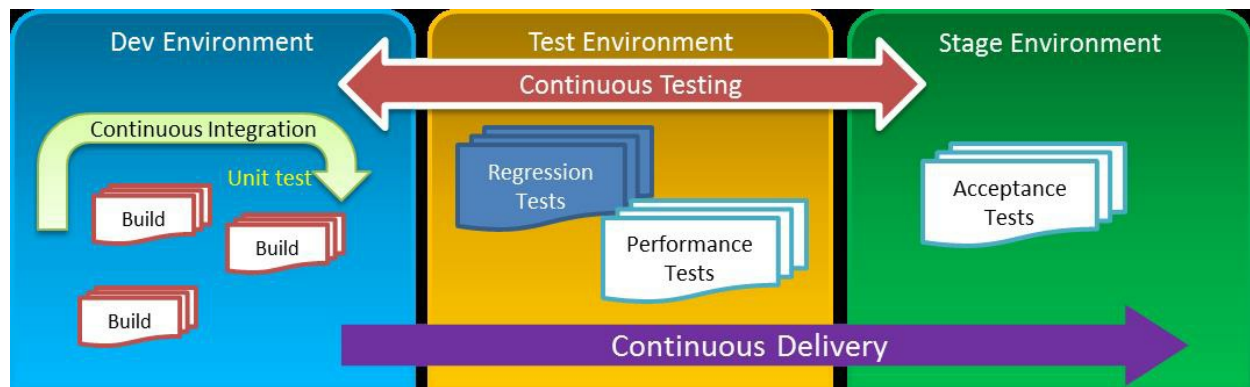 Dev Environment
Test Environment
Stage Environment
Continuous Testing
Continuous Integration
Unit test
Build
Build
Build
Regression
Tests
Performance
Tests
Acceptance
Tests
Continuous Delivery